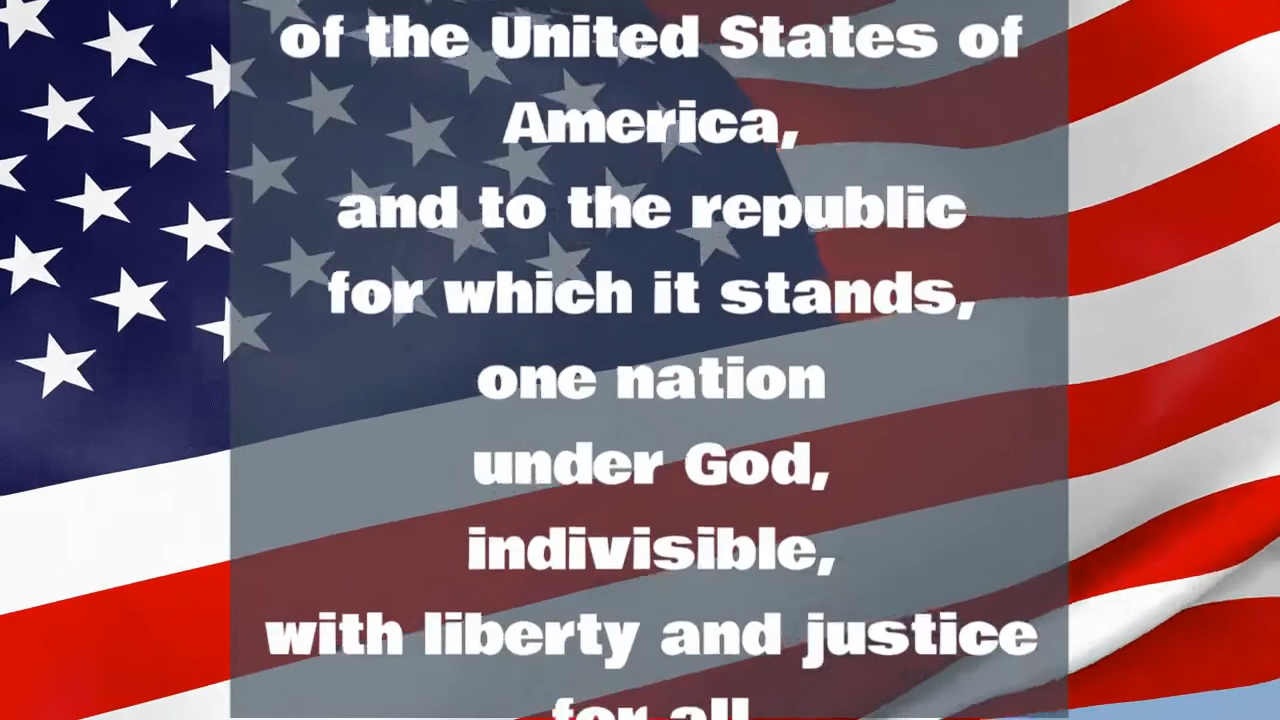 of the United States of
America,
and to the republic
for which it stands,
one nation
under God,
indivisible,
with liberty and justice
for all